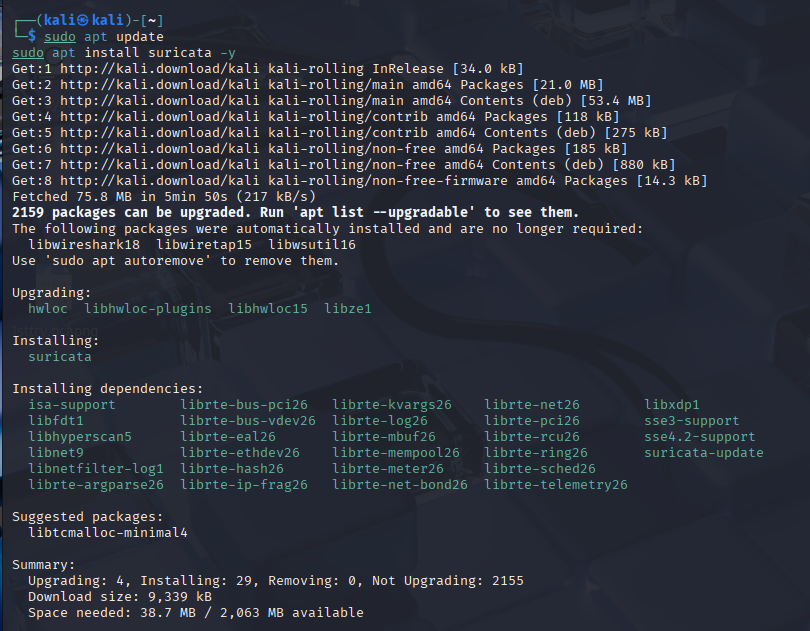 ┌──(kali㉿kali)-[~]
└─$ sudo apt update
sudo apt install suricata -y
Get:1 http://kali.download/kali kali-rolling InRelease [34.0 kB]
Get:2 http://kali.download/kali kali-rolling/main amd64 Packages [21.0 MB]
Get:3 http://kali.download/kali kali-rolling/main amd64 Contents (deb) [53.4 MB]
Get:4 http://kali.download/kali kali-rolling/contrib amd64 Packages [118 kB]
Get:5 http://kali.download/kali kali-rolling/contrib amd64 Contents (deb) [275 kB]
Get:6 http://kali.download/kali kali-rolling/non-free amd64 Packages [185 kB]
Get:7 http://kali.download/kali kali-rolling/non-free amd64 Contents (deb) [880 kB]
Get:8 http://kali.download/kali kali-rolling/non-free-firmware amd64 Packages [14.3 kB]
Fetched 75.8 MB in 5min 50s (217 kB/s)
2159 packages can be upgraded. Run 'apt list --upgradable' to see them.
The following packages were automatically installed and are no longer required:
  libwireshark18  libwiretap15  libwsutil16
Use 'sudo apt autoremove' to remove them.

Upgrading:
  hwloc  libhwloc-plugins  libhwloc15  libze1

Installing:
  suricata

Installing dependencies:
  isa-support        librte-bus-pci26   librte-kvargs26    librte-net26        libxdp1
  libfdt1            librte-bus-vdev26  librte-log26       librte-pci26        sse3-support
  libhyperscan5      librte-eal26       librte-mbuf26      librte-rcu26        sse4.2-support
  libnet9            librte-ethdev26    librte-mempool26   librte-ring26       suricata-update
  libnetfilter-log1  librte-hash26      librte-meter26     librte-sched26
  librte-argparse26  librte-ip-frag26   librte-net-bond26  librte-telemetry26

Suggested packages:
  libtcmalloc-minimal4

Summary:
  Upgrading: 4, Installing: 29, Removing: 0, Not Upgrading: 2155
  Download size: 9,339 kB
  Space needed: 38.7 MB / 2,063 MB available